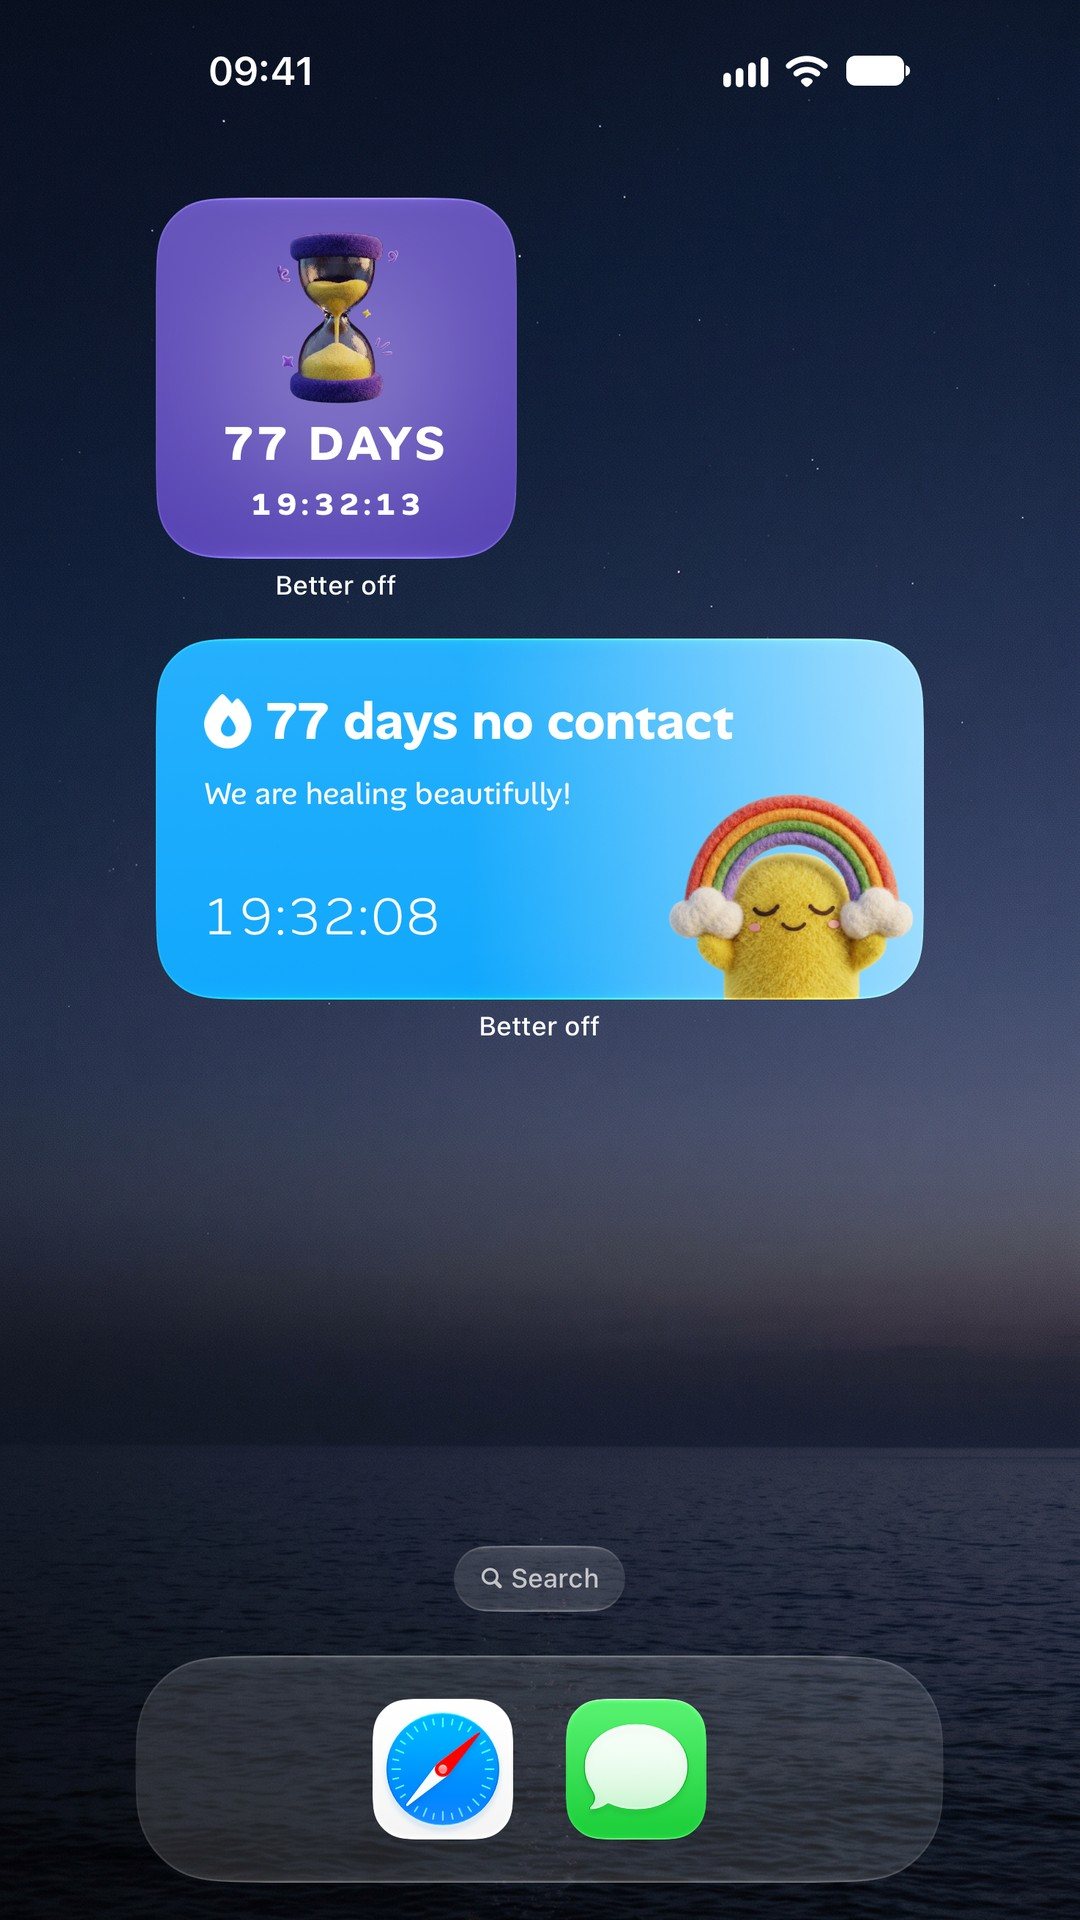 09:41
77 DAYS
19:32:13
Better off
77 days no contact
We are healing beautifully!
19:32:08
Better off
Search